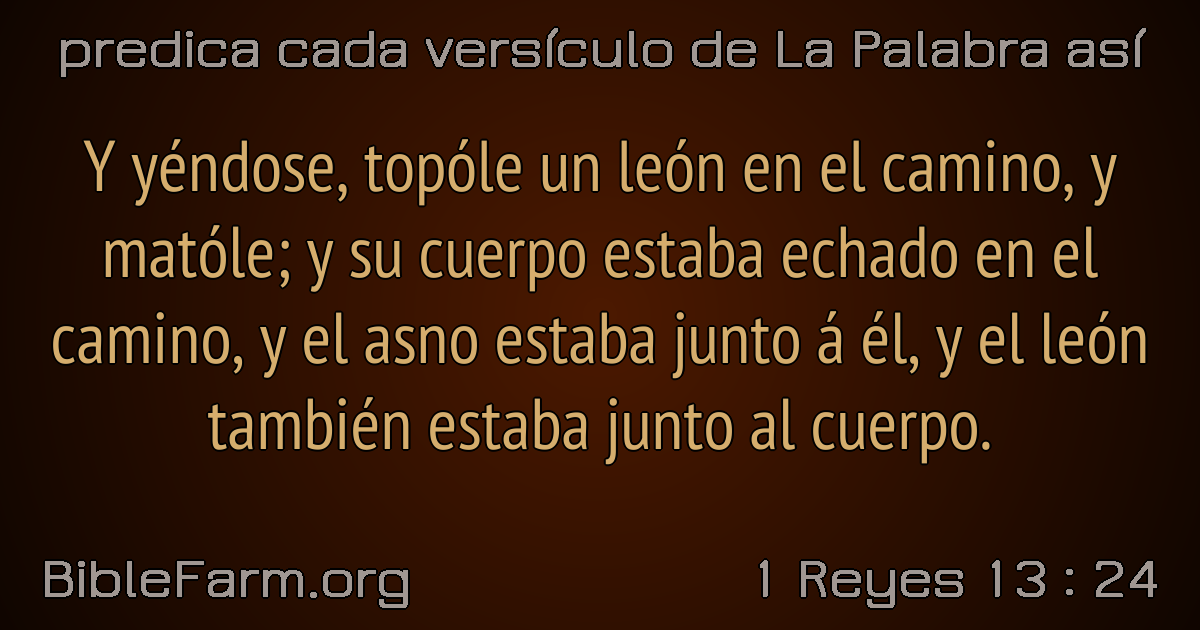 predica cada versículo de La Palabra así
Y yéndose, topóle un león en el camino, y
matóle; y su cuerpo estaba echado en el
camino, y el asno estaba junto á él, y el león
también estaba junto al cuerpo.
BibleFarm.org
1 Reyes 13 : 24